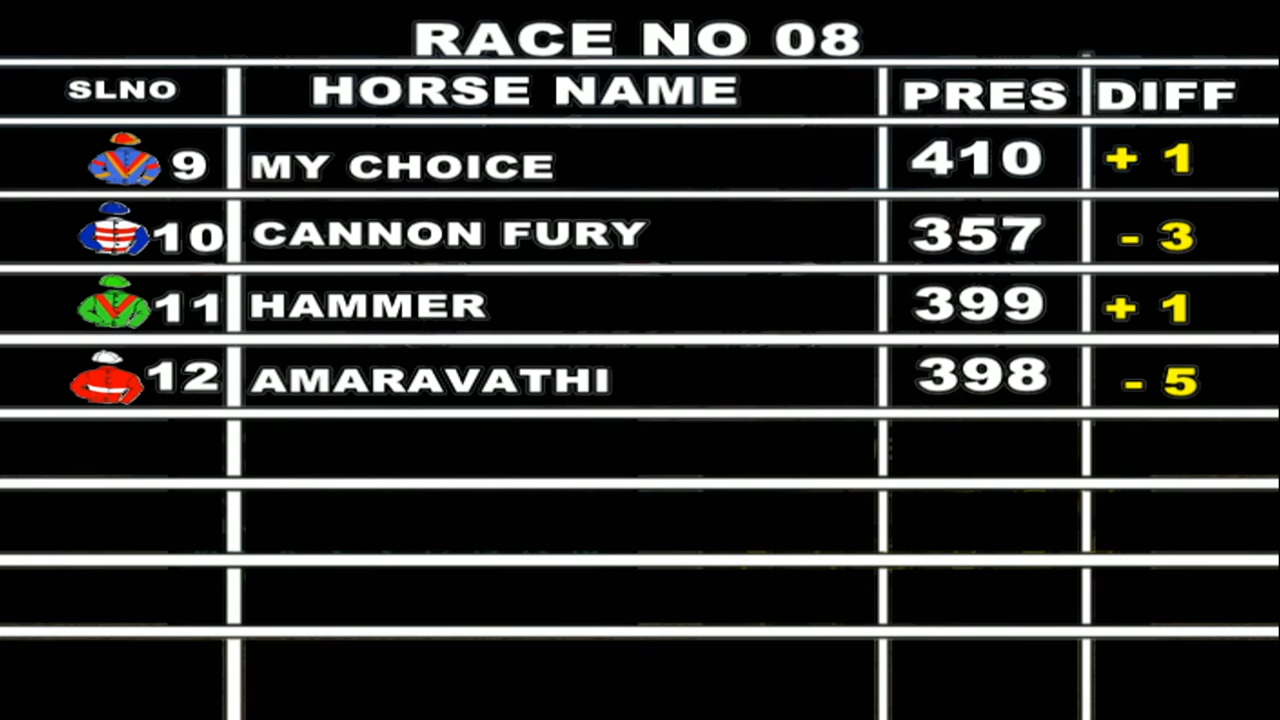 RACE NO 08
SLNO HORSE NAME PRES DIFF
9 MY CHOICE 410 + 1
10 CANNON FURY 357 - 3
11 HAMMER 399 + 1
12 AMARAVATHI 398 - 5